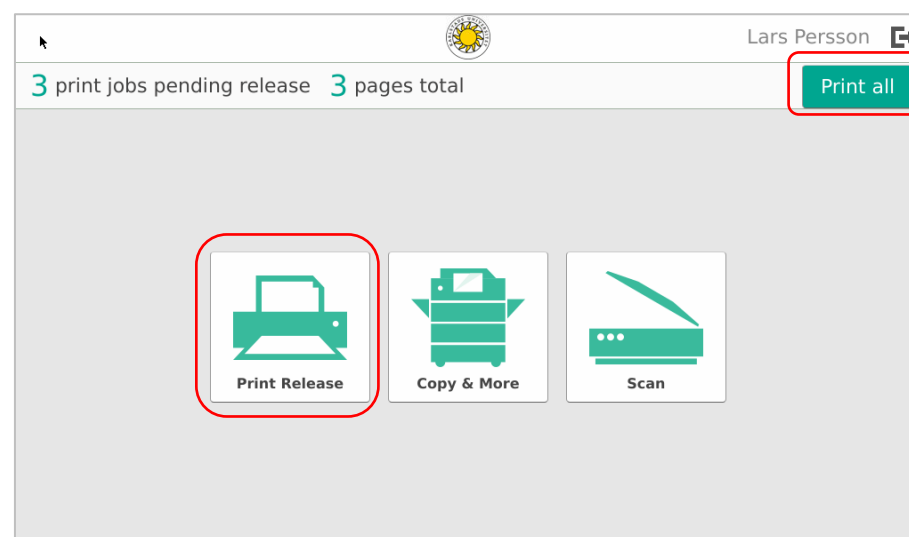 Lars Persson
3 print jobs pending release 3 pages total
Print all
Print Release
Copy & More
Scan